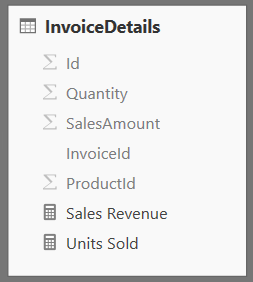 InvoiceDetails
Id
Quantity
SalesAmount
InvoiceId
ProductId
Sales Revenue
Units Sold